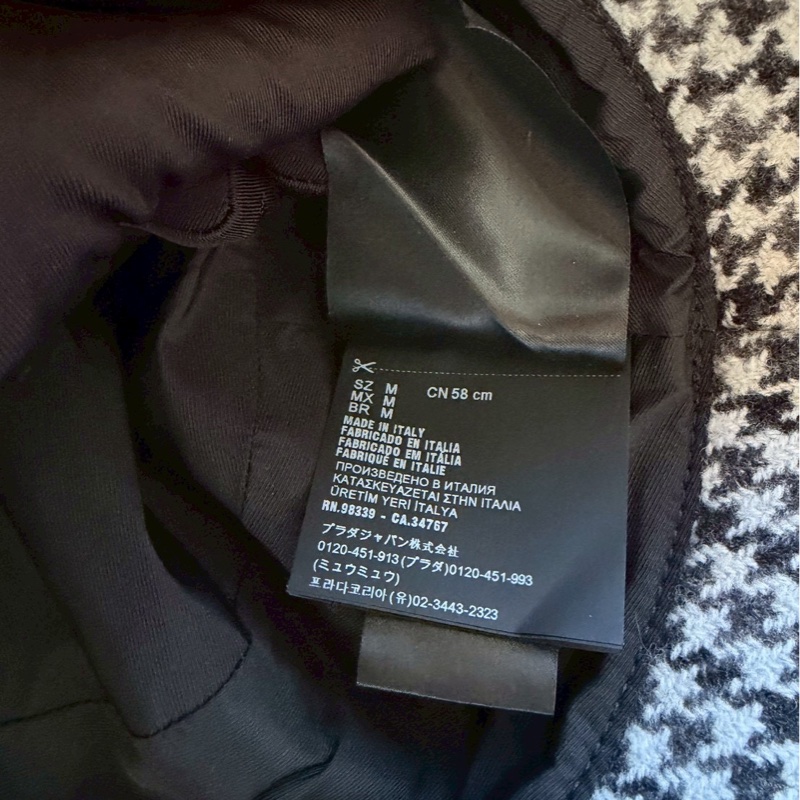 SZ M CN 58 cm
MX M
BR M
MADE IN ITALY
FABRICADO EN ITALIA
FABRICADO EM ITÁLIA
FABRIQUÉ EN ITALIE
ПРОИЗВЕДЕНО В ИТАЛИЯ
ΚΑΤΑΣΚΕΥΑΖΕΤΑΙ ΣΤΗΝ ΙΤΑΛΙΑ
ÜRETİM YERİ İTALYA
RN.98339 - CA.34767
プラダジャパン株式会社
0120-451-913(プラダ)0120-451-993
(ミュウミュウ)
프라다코리아(유)02-3443-2323